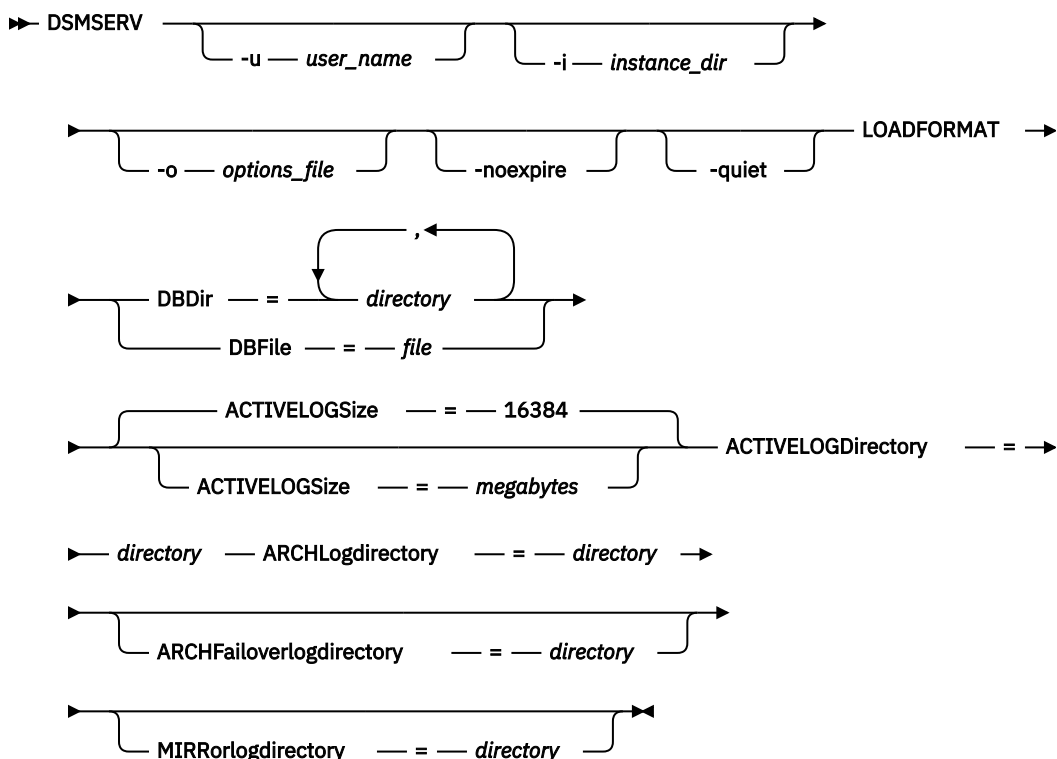 DSMSERV
-u user_name -i instance_dir
LOADFORMAT
-o options_file -noexpire -quiet
,
DBDir = directory
DBFile = file
ACTIVELOGSize = 16384
ACTIVELOGDirectory =
ACTIVELOGSize = megabytes
directory ARCHLogdirectory = directory
ARCHFailoverlogdirectory = directory
MIRRorlogdirectory = directory